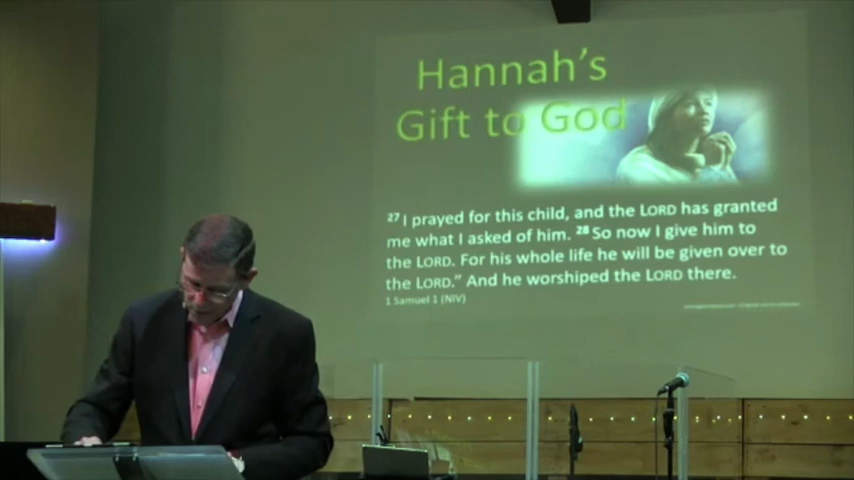 Hannah's
Gift to God
27 I prayed for this child, and the LORD has granted
me what I asked of him. 28 So now I give him to
the LORD. For his whole life he will be given over to
the LORD." And he worshiped the LORD there.
1 Samuel 1 (NIV)